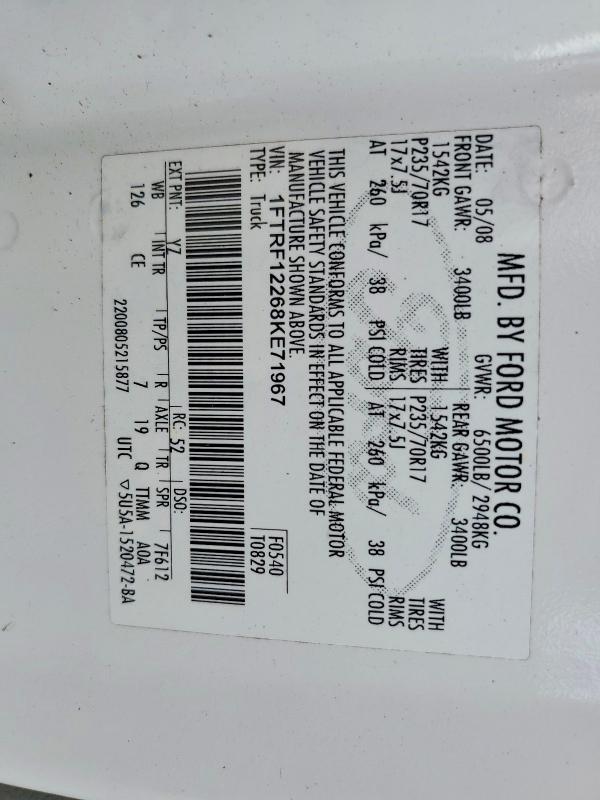 MFD. BY FORD MOTOR CO.
DATE: 05/08 GVWR: 6500LB/ 2948KG
FRONT GAWR: 3400LB REAR GAWR: 3400LB
1542KG WITH 1542KG WITH
P235/70R17 TIRES P235/70R17 TIRES
17x7.5J RIMS 17x7.5J RIMS
AT 260 kPa/ 38 PSI COLD AT 260 kPa/ 38 PSI COLD
THIS VEHICLE CONFORMS TO ALL APPLICABLE FEDERAL MOTOR
VEHICLE SAFETY STANDARDS IN EFFECT ON THE DATE OF
MANUFACTURE SHOWN ABOVE.
VIN: 1FTRF12268KE71967 F0540
TYPE: Truck T0829
EXT PNT: YZ RC: 52 DSO:
WB INT TR TP/PS R AXLE TR SPR 7F612
126 CE 7 19 Q TTMM A0A
2200805215877 UTC ▽5U5A-1520472-BA